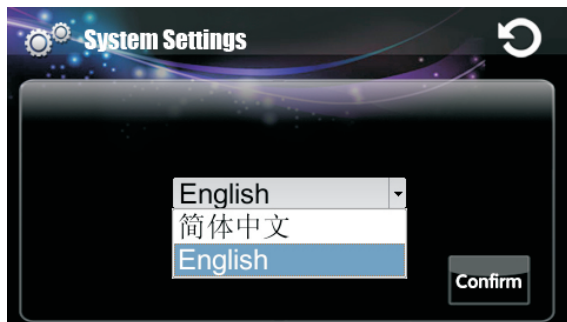 System Settings
English
简体中文
English
Confirm